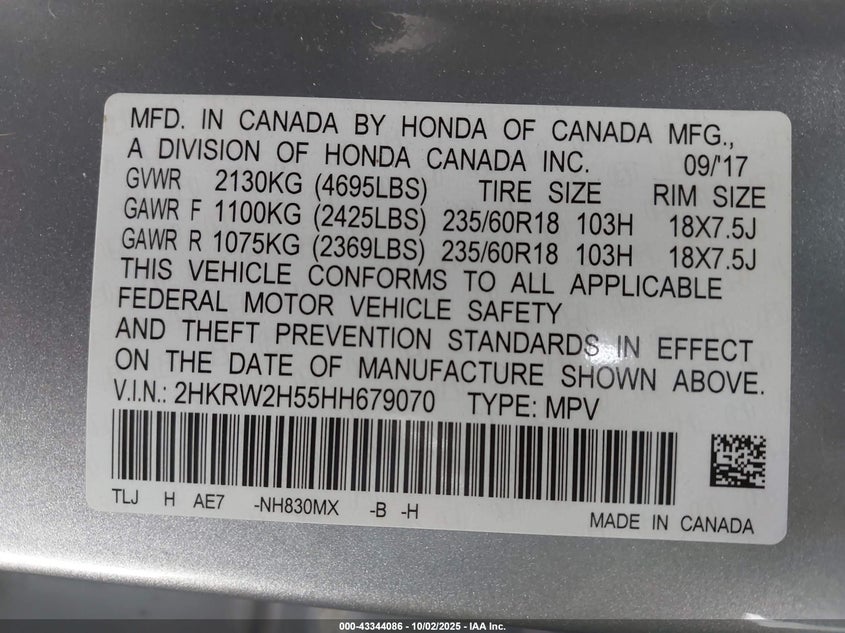 MFD. IN CANADA BY HONDA OF CANADA MFG.,
A DIVISION OF HONDA CANADA INC. 09/'17
GVWR 2130KG (4695LBS) TIRE SIZE RIM SIZE
GAWR F 1100KG (2425LBS) 235/60R18 103H 18X7.5J
GAWR R 1075KG (2369LBS) 235/60R18 103H 18X7.5J
THIS VEHICLE CONFORMS TO ALL APPLICABLE
FEDERAL MOTOR VEHICLE SAFETY
AND THEFT PREVENTION STANDARDS IN EFFECT
ON THE DATE OF MANUFACTURE SHOWN ABOVE.
V.I.N.: 2HKRW2H55HH679070 TYPE: MPV
TLJ H AE7 -NH830MX -B -H
MADE IN CANADA
000-43344086 - 10/02/2025 - IAA Inc.